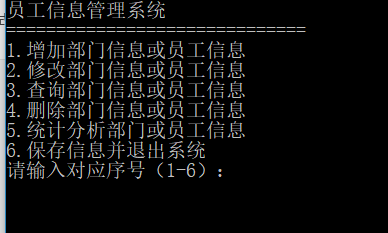 员工信息管理系统
==============================
1.增加部门信息或员工信息
2.修改部门信息或员工信息
3.查询部门信息或员工信息
4.删除部门信息或员工信息
5.统计分析部门或员工信息
6.保存信息并退出系统
请输入对应序号（1-6）：